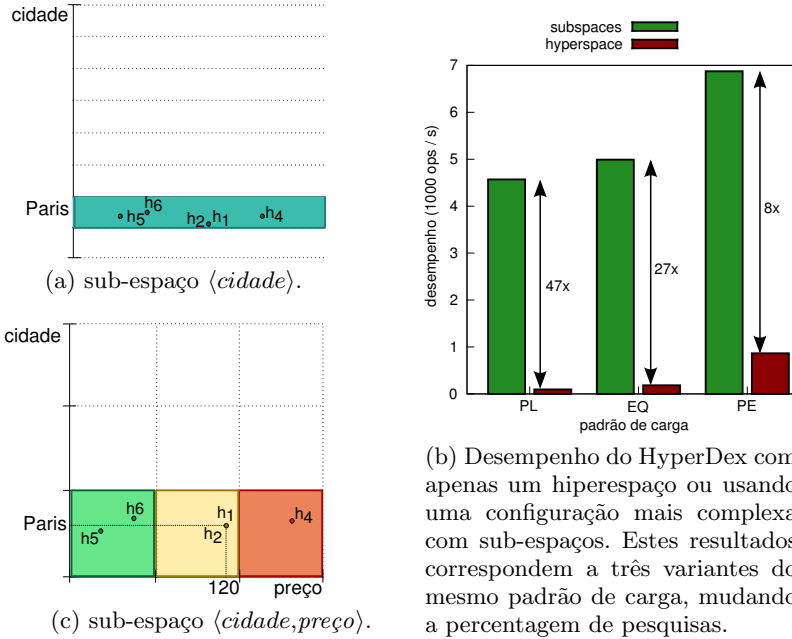 cidade
Paris
h6
h5
h2
h1
h4
(a) sub-espaço ⟨cidade⟩.
cidade
Paris
h6
h5
h1
h2
h4
120
preço
(c) sub-espaço ⟨cidade,preço⟩.
subspaces
hyperspace
desempenho (1000 ops / s)
7
6
5
4
3
2
1
0
47x
27x
8x
PL
EQ
PE
padrão de carga
(b) Desempenho do HyperDex com
apenas um hiperespaço ou usando
uma configuração mais complexa
com sub-espaços. Estes resultados
correspondem a três variantes do
mesmo padrão de carga, mudando
a percentagem de pesquisas.